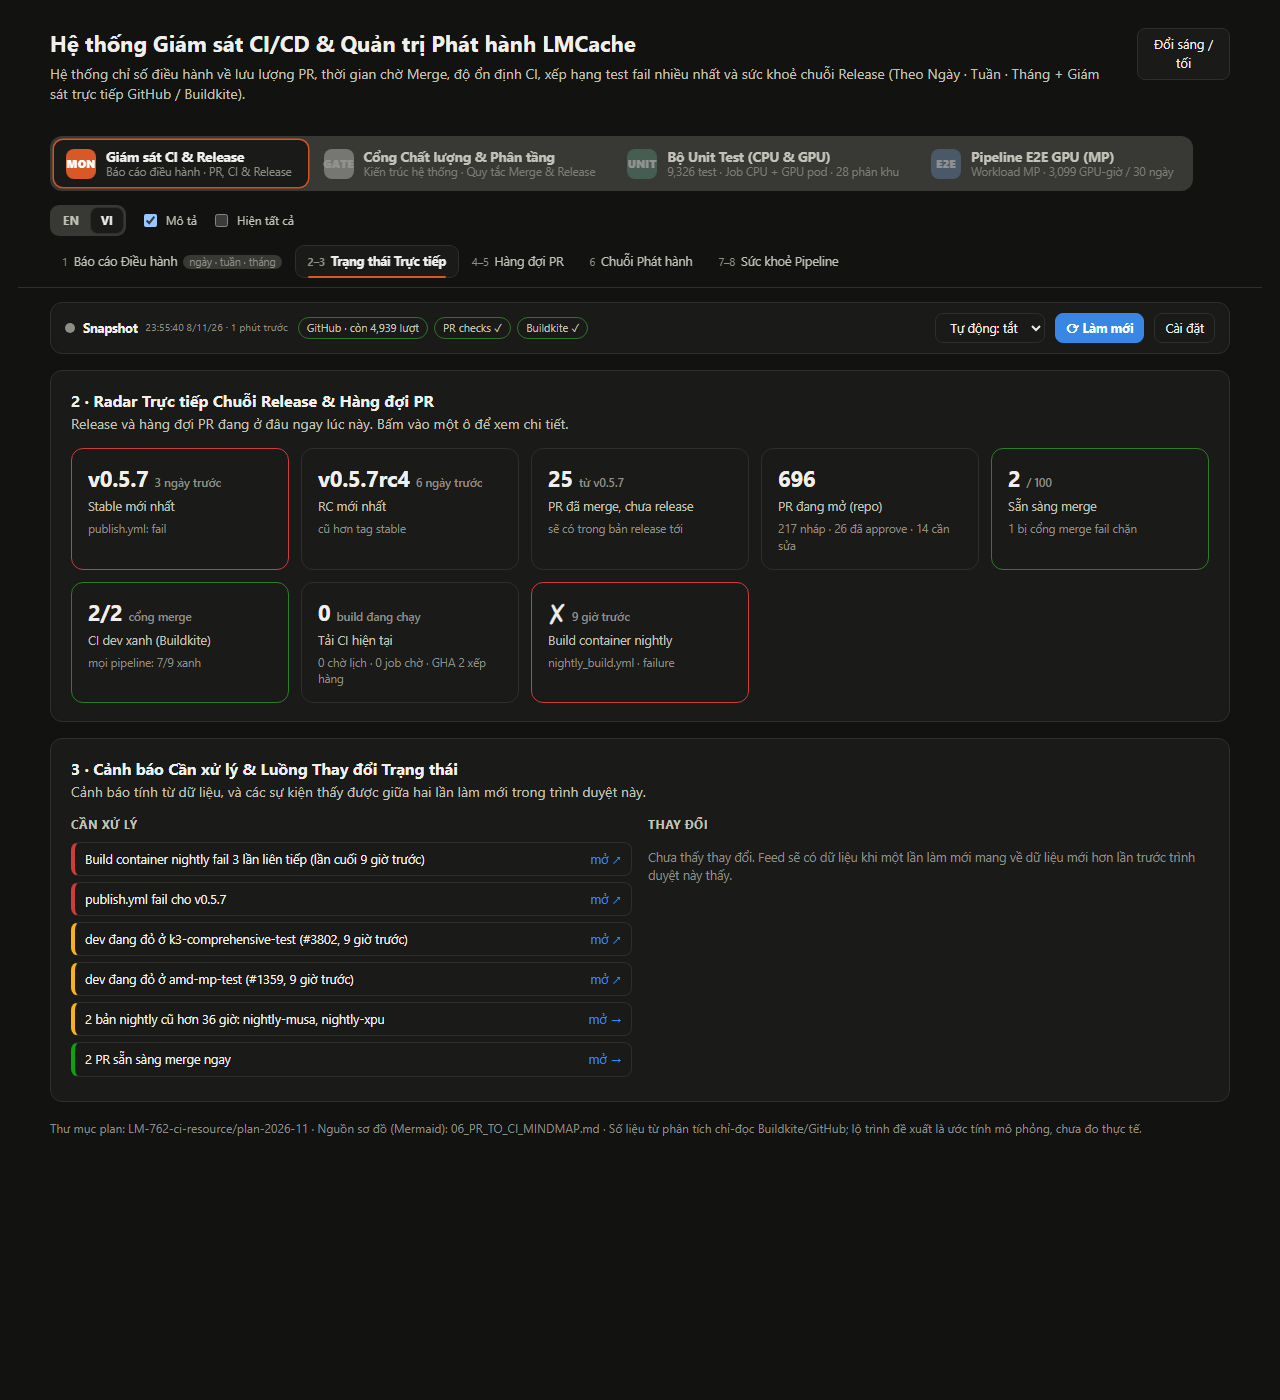 Hệ thống Giám sát CI/CD & Quản trị Phát hành LMCache
Hệ thống chỉ số điều hành về lưu lượng PR, thời gian chờ Merge, độ ổn định CI, xếp hạng test fail nhiều nhất và sức khoẻ chuỗi Release (Theo Ngày · Tuần · Tháng + Giám
sát trực tiếp GitHub / Buildkite).
Đổi sáng /
tối
MON
Giám sát CI & Release
Báo cáo điều hành · PR, CI & Release
GATE
Cổng Chất lượng & Phân tầng
Kiến trúc hệ thống · Quy tắc Merge & Release
UNIT
Bộ Unit Test (CPU & GPU)
9,326 test · Job CPU + GPU pod · 28 phân khu
E2E
Pipeline E2E GPU (MP)
Workload MP · 3,099 GPU-giờ / 30 ngày
EN VI Mô tả Hiện tất cả
1 Báo cáo Điều hành ngày · tuần · tháng 2–3 Trạng thái Trực tiếp 4–5 Hàng đợi PR 6 Chuỗi Phát hành 7–8 Sức khoẻ Pipeline
Snapshot 23:55:40 8/11/26 · 1 phút trước GitHub · còn 4,939 lượt PR checks ✓ Buildkite ✓ Tự động: tắt ⟳ Làm mới Cài đặt
2 · Radar Trực tiếp Chuỗi Release & Hàng đợi PR
Release và hàng đợi PR đang ở đâu ngay lúc này. Bấm vào một ô để xem chi tiết.
v0.5.7 3 ngày trước
Stable mới nhất
publish.yml: fail
v0.5.7rc4 6 ngày trước
RC mới nhất
cũ hơn tag stable
25 từ v0.5.7
PR đã merge, chưa release
sẽ có trong bản release tới
696
PR đang mở (repo)
217 nháp · 26 đã approve · 14 cần
sửa
2 / 100
Sẵn sàng merge
1 bị cổng merge fail chặn
2/2 cổng merge
CI dev xanh (Buildkite)
mọi pipeline: 7/9 xanh
0 build đang chạy
Tải CI hiện tại
0 chờ lịch · 0 job chờ · GHA 2 xếp
hàng
✗ 9 giờ trước
Build container nightly
nightly_build.yml · failure
3 · Cảnh báo Cần xử lý & Luồng Thay đổi Trạng thái
Cảnh báo tính từ dữ liệu, và các sự kiện thấy được giữa hai lần làm mới trong trình duyệt này.
CẦN XỬ LÝ
Build container nightly fail 3 lần liên tiếp (lần cuối 9 giờ trước) mở ↗
publish.yml fail cho v0.5.7 mở ↗
dev đang đỏ ở k3-comprehensive-test (#3802, 9 giờ trước) mở ↗
dev đang đỏ ở amd-mp-test (#1359, 9 giờ trước) mở ↗
2 bản nightly cũ hơn 36 giờ: nightly-musa, nightly-xpu mở →
2 PR sẵn sàng merge ngay mở →
THAY ĐỔI
Chưa thấy thay đổi. Feed sẽ có dữ liệu khi một lần làm mới mang về dữ liệu mới hơn lần trước trình
duyệt này thấy.
Thư mục plan: LM-762-ci-resource/plan-2026-11 · Nguồn sơ đồ (Mermaid): 06_PR_TO_CI_MINDMAP.md · Số liệu từ phân tích chỉ-đọc Buildkite/GitHub; lộ trình đề xuất là ước tính mô phỏng, chưa đo thực tế.